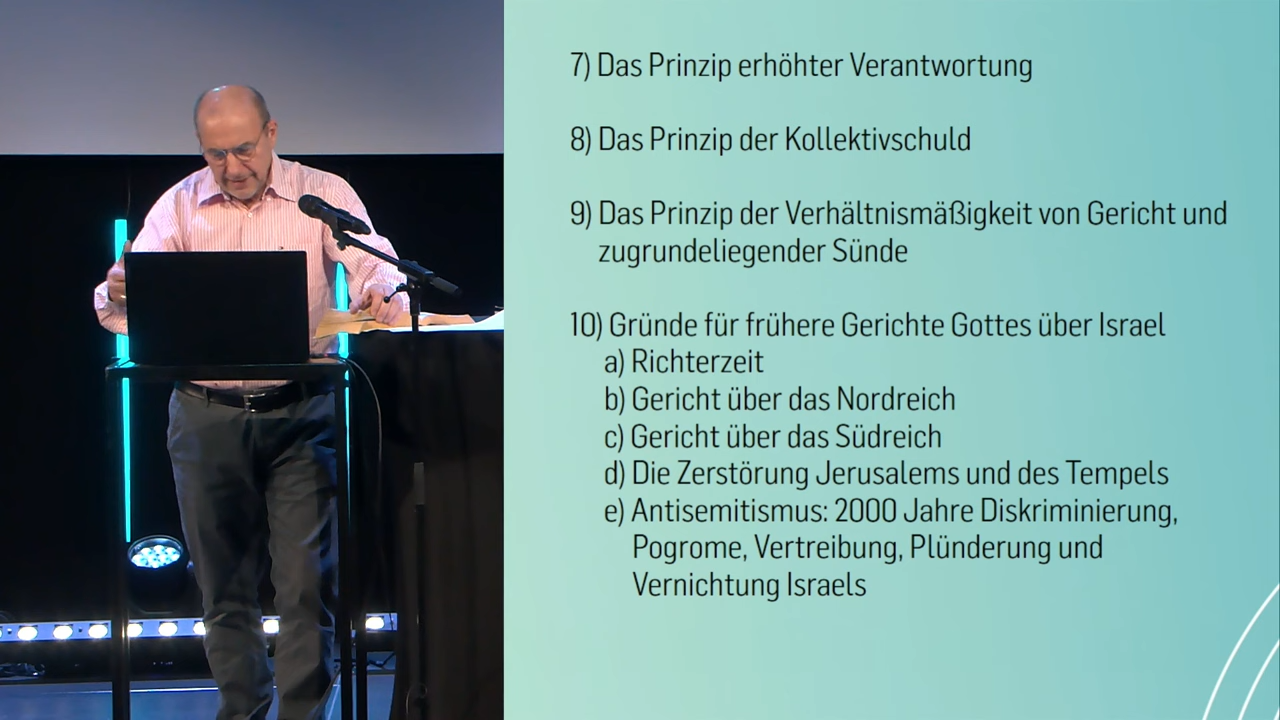 7) Das Prinzip erhöhter Verantwortung
8) Das Prinzip der Kollektivschuld
9) Das Prinzip der Verhältnismäßigkeit von Gericht und
zugrundeliegender Sünde
10) Gründe für frühere Gerichte Gottes über Israel
a) Richterzeit
b) Gericht über das Nordreich
c) Gericht über das Südreich
d) Die Zerstörung Jerusalems und des Tempels
e) Antisemitismus: 2000 Jahre Diskriminierung,
Pogrome, Vertreibung, Plünderung und
Vernichtung Israels